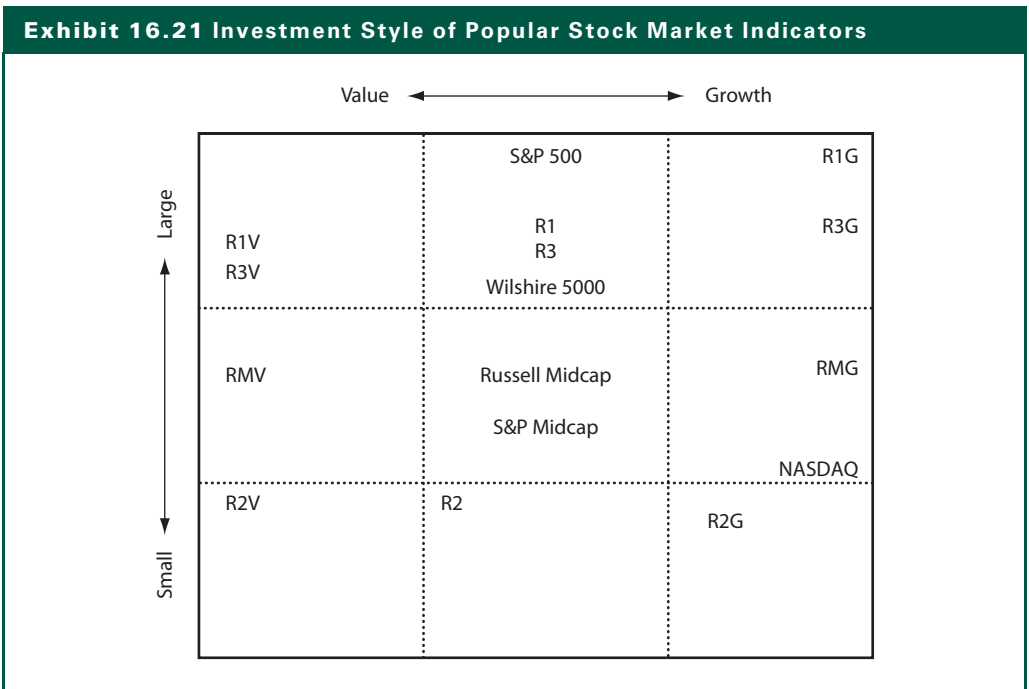 Exhibit 16.21 Investment Style of Popular Stock Market Indicators
Value Growth
S&P 500 R1G
Large
R1 R3G
R1V
R3
R3V
Wilshire 5000
RMV Russell Midcap RMG
S&P Midcap
NASDAQ
R2V R2
R2G
Small